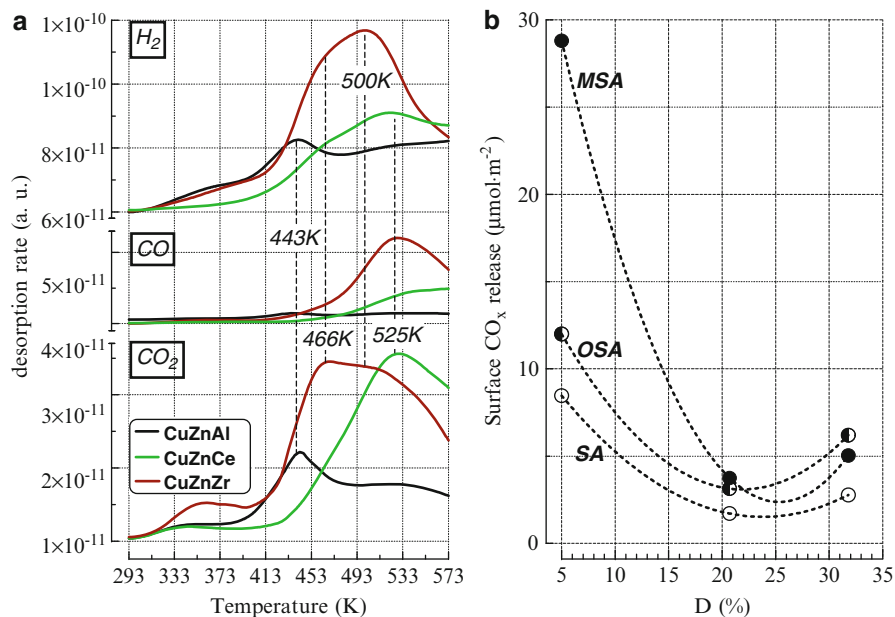 a
H₂
1×10⁻¹⁰
1×10⁻¹⁰
8×10⁻¹¹
6×10⁻¹¹
500K
443K
CO
5×10⁻¹¹
466K
525K
CO₂
4×10⁻¹¹
3×10⁻¹¹
2×10⁻¹¹
1×10⁻¹¹
CuZnAl
CuZnCe
CuZnZr
desorption rate (a. u.)
293 333 373 413 453 493 533 573
Temperature (K)
b
MSA
OSA
SA
30
20
10
0
Surface COₓ release (μmol·m⁻²)
5 10 15 20 25 30 35
D (%)